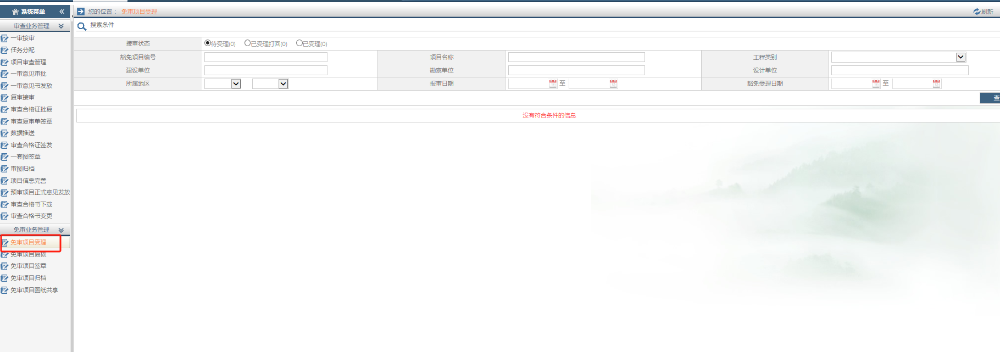 系统菜单
您的位置： 免审项目受理
刷新
审查业务管理
搜索条件
一审接审
任务分配
项目审查管理
一审意见审批
一审意见书发放
复审接审
审查合格证批复
审查复审单签章
数据推送
审查合格证签发
一套图签章
审图归档
项目信息完善
预审项目正式意见发放
审查合格书下载
审查合格书变更
免审业务管理
免审项目受理
免审项目复核
免审项目签章
免审项目归档
免审项目图纸共享
接审状态 待受理(0) 已受理打回(0) 已受理(0)
豁免项目编号 项目名称 工程类别
建设单位 勘察单位 设计单位
所属地区 报审日期 至 豁免受理日期 至
查
没有符合条件的信息